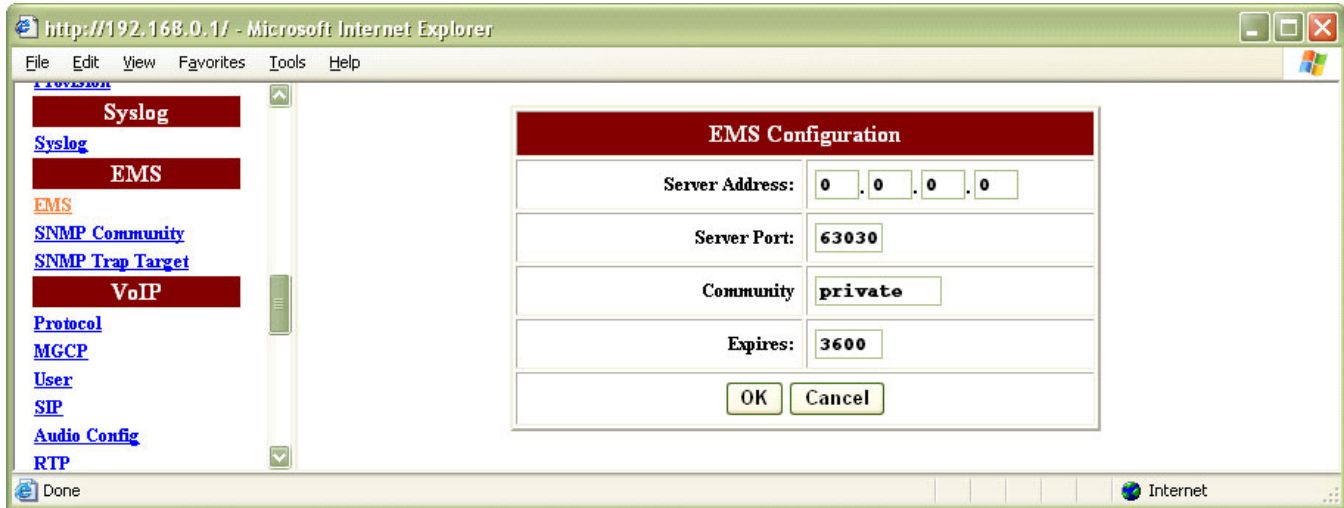 http://192.168.0.1/ - Microsoft Internet Explorer
File Edit View Favorites Tools Help
Provision
Syslog
Syslog
EMS
EMS
SNMP Community
SNMP Trap Target
VoIP
Protocol
MGCP
User
SIP
Audio Config
RTP
EMS Configuration
Server Address: 0 . 0 . 0 . 0
Server Port: 63030
Community private
Expires: 3600
OK Cancel
Done Internet